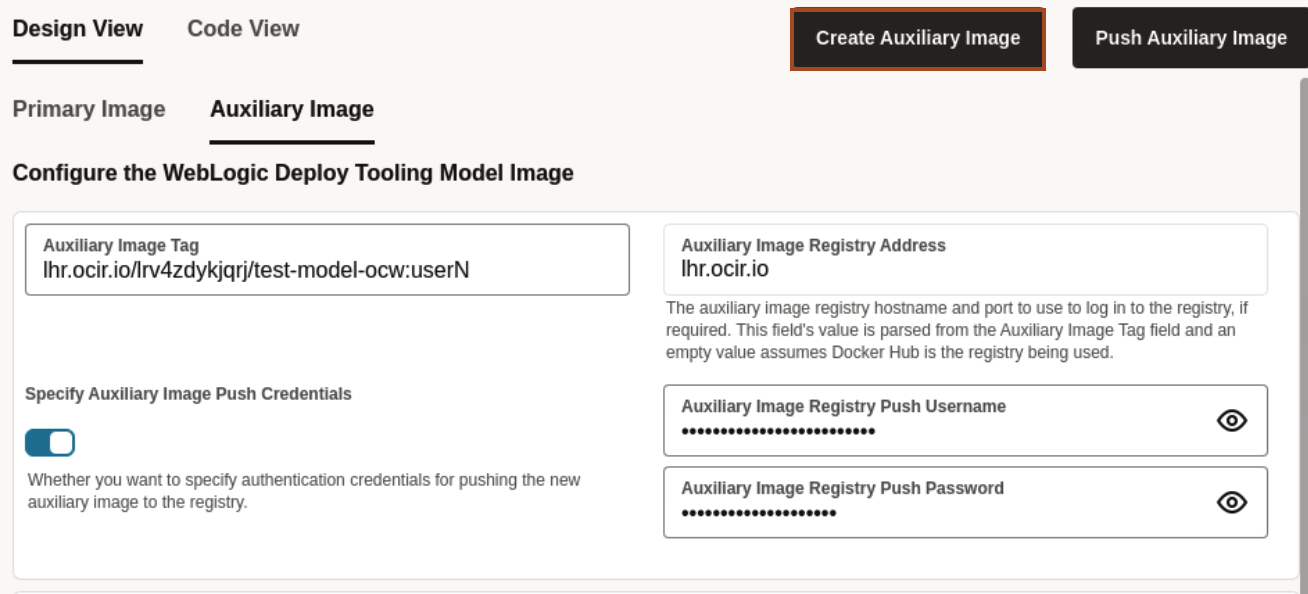 Design View
Code View
Create Auxiliary Image
Push Auxiliary Image
Primary Image
Auxiliary Image
Configure the WebLogic Deploy Tooling Model Image
Auxiliary Image Tag
lhr.ocir.io/lrv4zdykjqrj/test-model-ocw:userN
Auxiliary Image Registry Address
lhr.ocir.io
The auxiliary image registry hostname and port to use to log in to the registry, if
required. This field's value is parsed from the Auxiliary Image Tag field and an
empty value assumes Docker Hub is the registry being used.
Specify Auxiliary Image Push Credentials
Whether you want to specify authentication credentials for pushing the new
auxiliary image to the registry.
Auxiliary Image Registry Push Username
•••••••••••••••••••••••••
Auxiliary Image Registry Push Password
••••••••••••••••••••